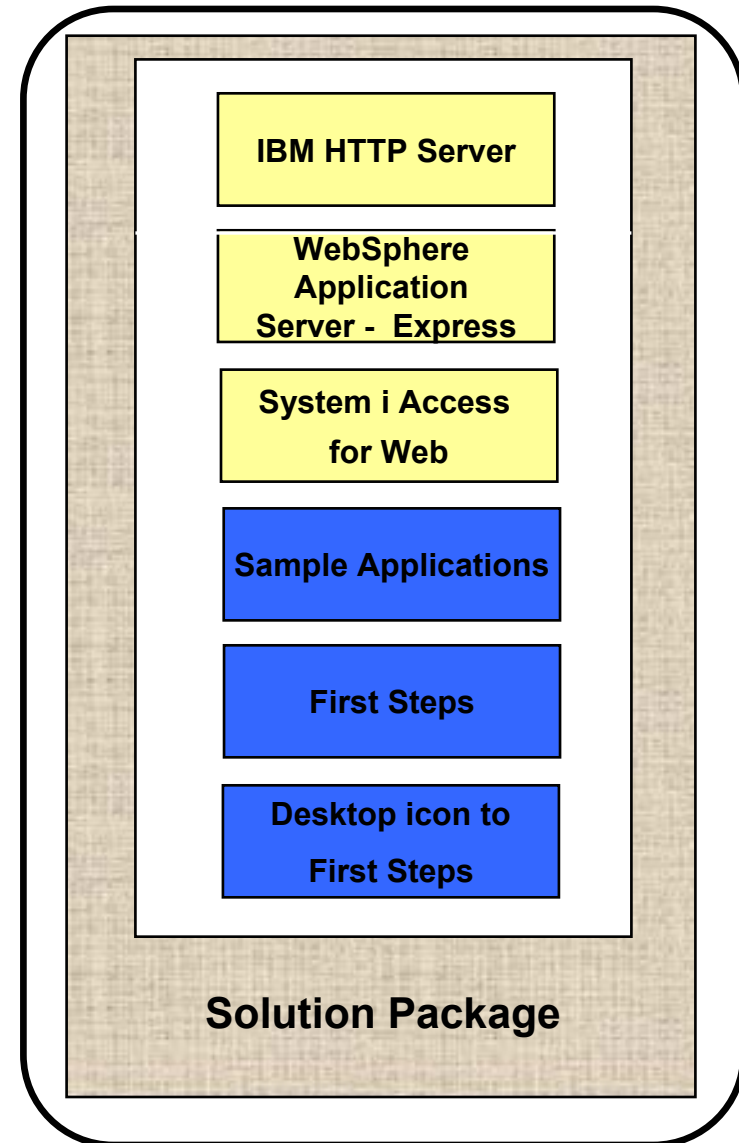 IBM HTTP Server
WebSphere
Application
Server - Express
System i Access
for Web
Sample Applications
First Steps
Desktop icon to
First Steps
Solution Package